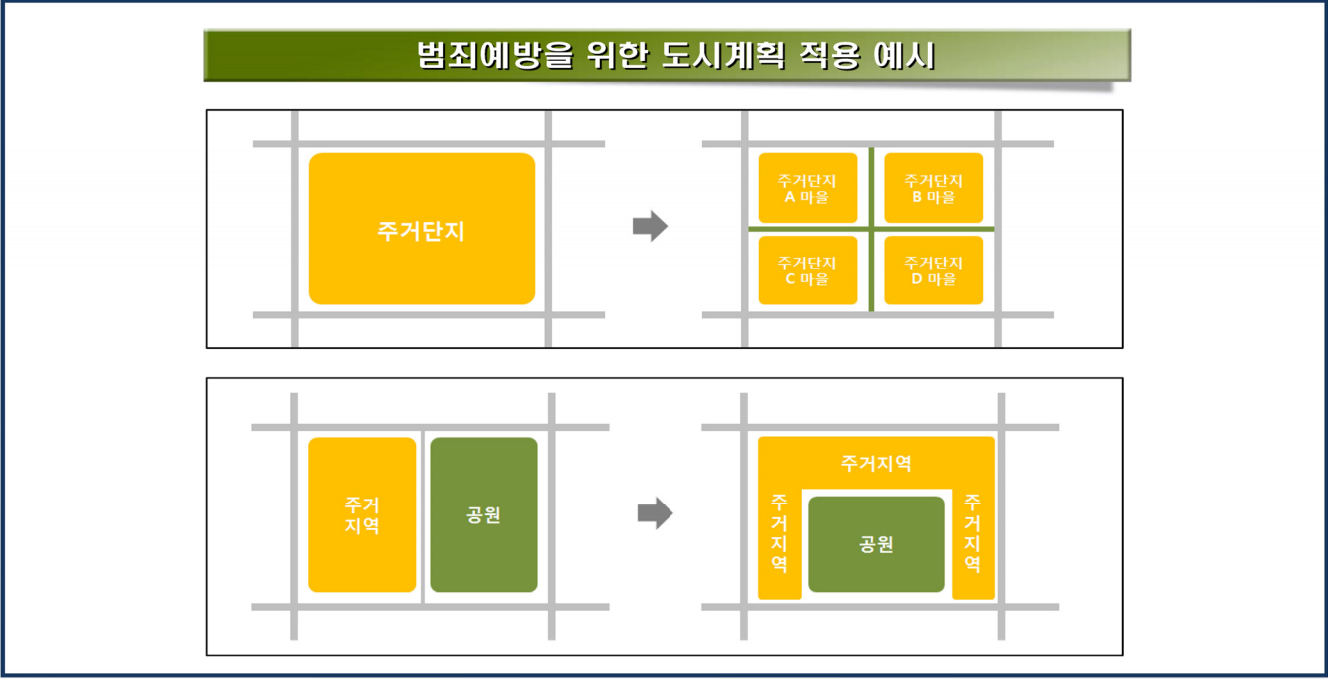 범죄예방을 위한 도시계획 적용 예시
주거단지
주거단지
A 마을
주거단지
B 마을
주거단지
C 마을
주거단지
D 마을
주거
지역
공원
주거지역
주
거
지
역
공원
주
거
지
역